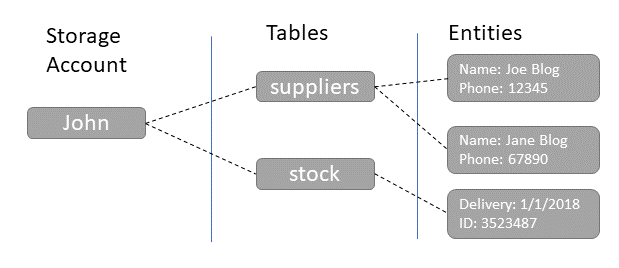 Storage
Account
Tables
Entities
John
suppliers
stock
Name: Joe Blog
Phone: 12345
Name: Jane Blog
Phone: 67890
Delivery: 1/1/2018
ID: 3523487